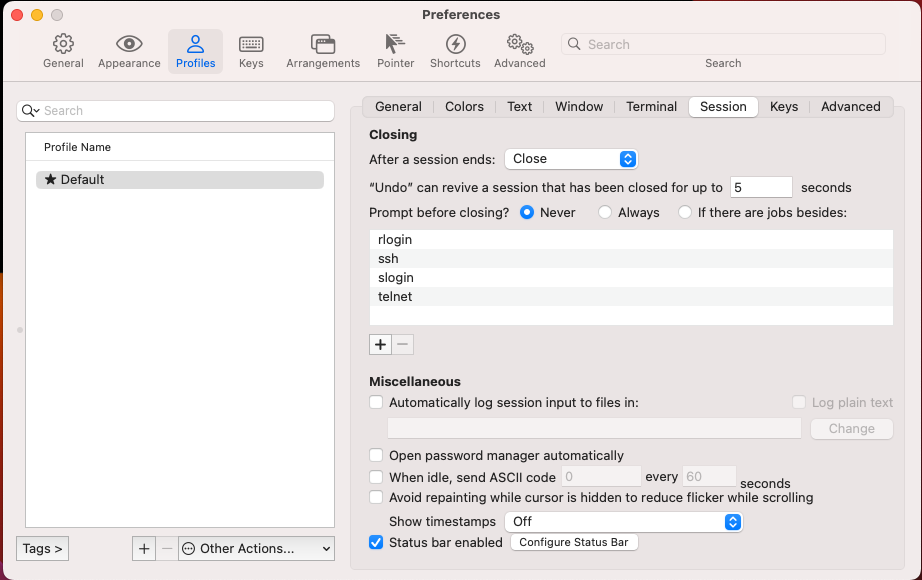 Preferences
General Appearance Profiles Keys Arrangements Pointer Shortcuts Advanced
Search
Search
Search
Profile Name
★ Default
Tags >
+ − Other Actions...
General Colors Text Window Terminal Session Keys Advanced
Closing
After a session ends: Close
“Undo” can revive a session that has been closed for up to 5 seconds
Prompt before closing? Never Always If there are jobs besides:
rlogin
ssh
slogin
telnet
+ −
Miscellaneous
Automatically log session input to files in: Log plain text
Change
Open password manager automatically
When idle, send ASCII code 0 every 60 seconds
Avoid repainting while cursor is hidden to reduce flicker while scrolling
Show timestamps Off
Status bar enabled Configure Status Bar